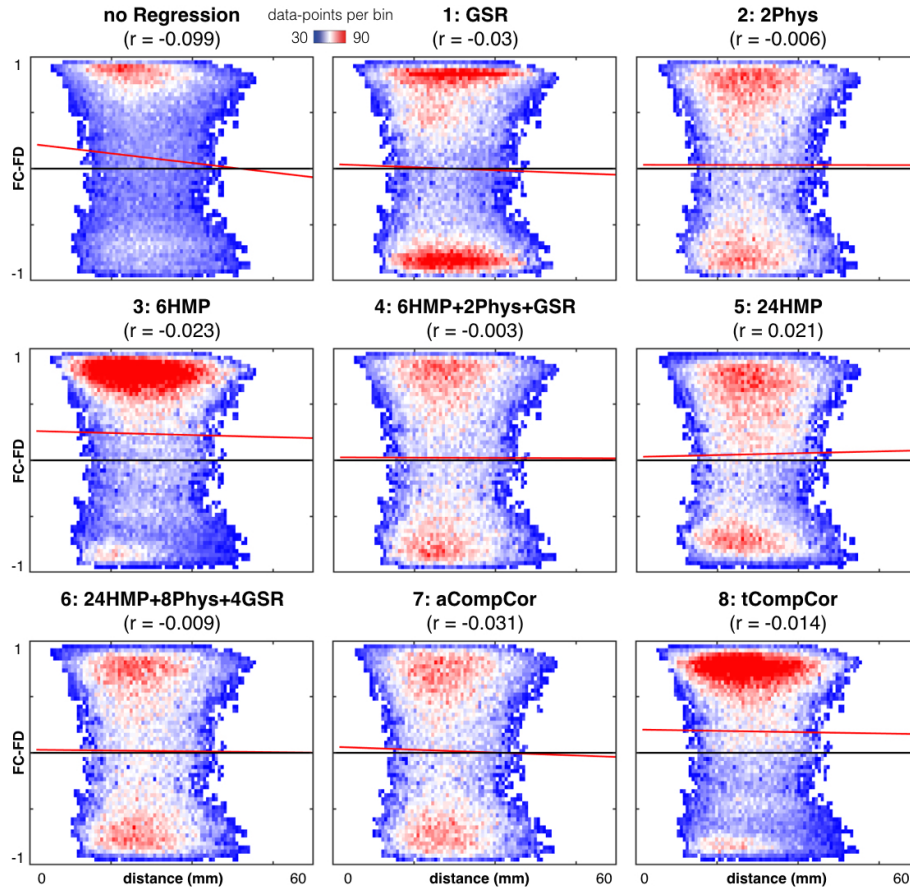 no Regression
(r = -0.099)
data-points per bin
30 90
1: GSR
(r = -0.03)
2: 2Phys
(r = -0.006)
1
FC-FD
-1
3: 6HMP
(r = -0.023)
4: 6HMP+2Phys+GSR
(r = -0.003)
5: 24HMP
(r = 0.021)
1
FC-FD
-1
6: 24HMP+8Phys+4GSR
(r = -0.009)
7: aCompCor
(r = -0.031)
8: tCompCor
(r = -0.014)
1
FC-FD
-1
0 distance (mm) 60
0 distance (mm) 60
0 distance (mm) 60